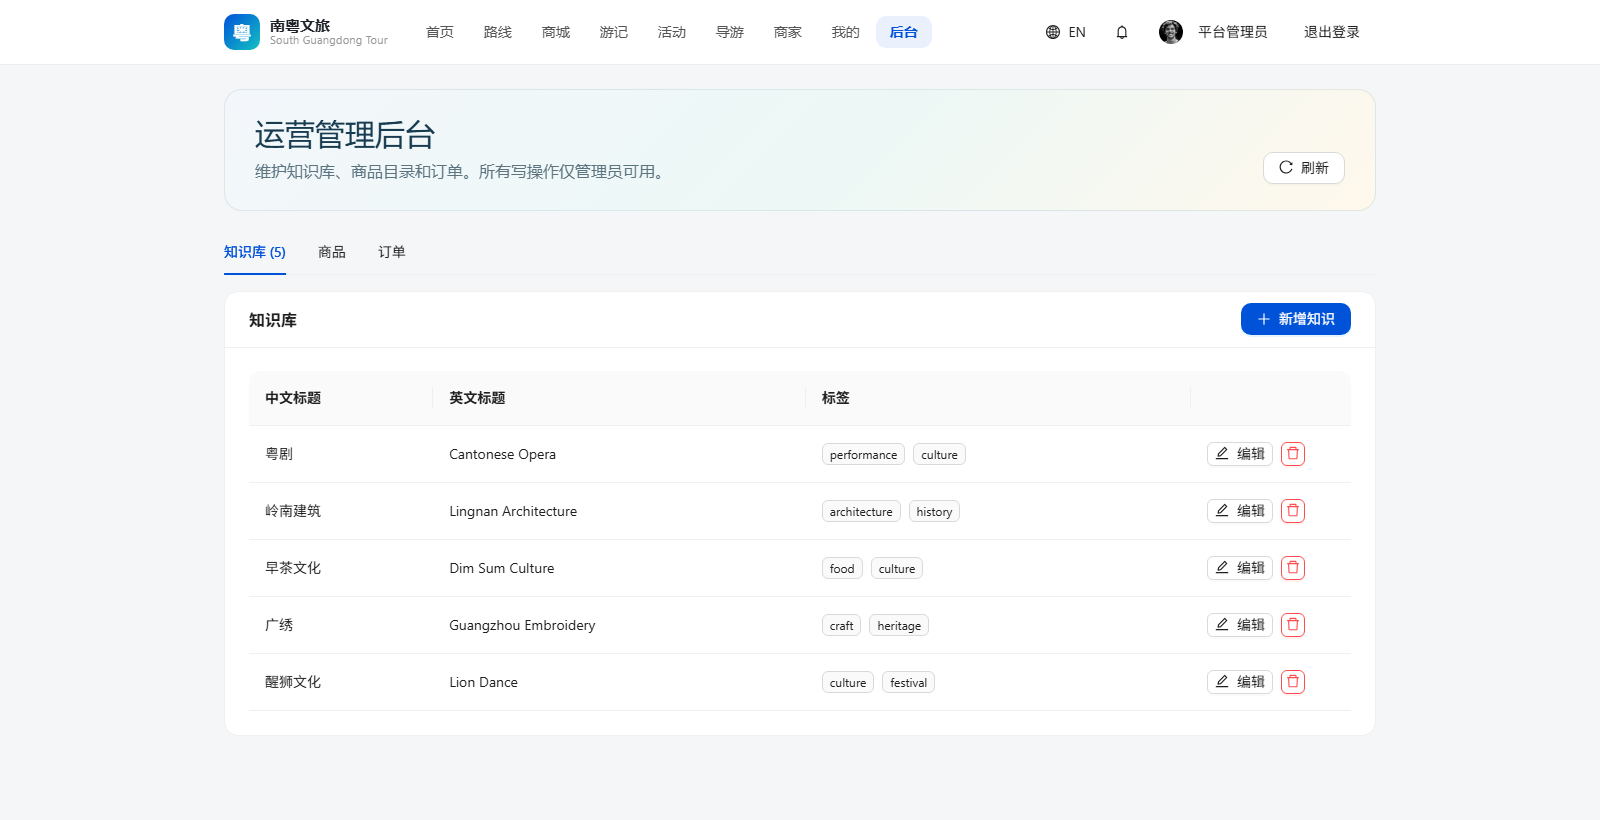 粤
南粤文旅
South Guangdong Tour
首页 路线 商城 游记 活动 导游 商家 我的 后台
EN 平台管理员 退出登录
运营管理后台
维护知识库、商品目录和订单。所有写操作仅管理员可用。
刷新
知识库 (5) 商品 订单
知识库
新增知识
中文标题 英文标题 标签
粤剧 Cantonese Opera performance culture 编辑
岭南建筑 Lingnan Architecture architecture history 编辑
早茶文化 Dim Sum Culture food culture 编辑
广绣 Guangzhou Embroidery craft heritage 编辑
醒狮文化 Lion Dance culture festival 编辑